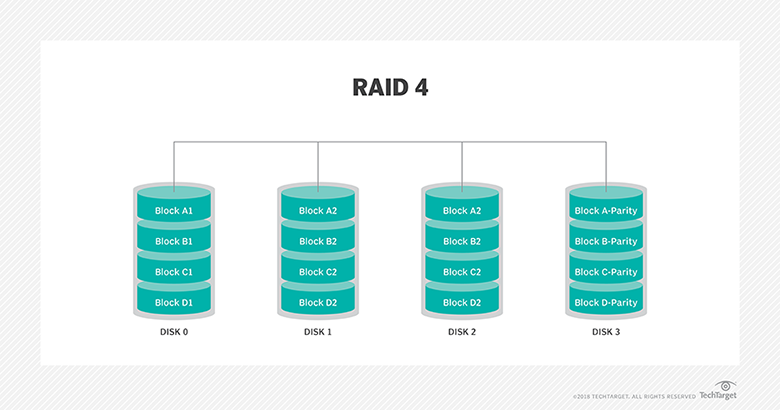 RAID 4
Block A1 Block A2 Block A2 Block A-Parity
Block B1 Block B2 Block B2 Block B-Parity
Block C1 Block C2 Block C2 Block C-Parity
Block D1 Block D2 Block D2 Block D-Parity
DISK 0 DISK 1 DISK 2 DISK 3
©2018 TECHTARGET. ALL RIGHTS RESERVED TechTarget